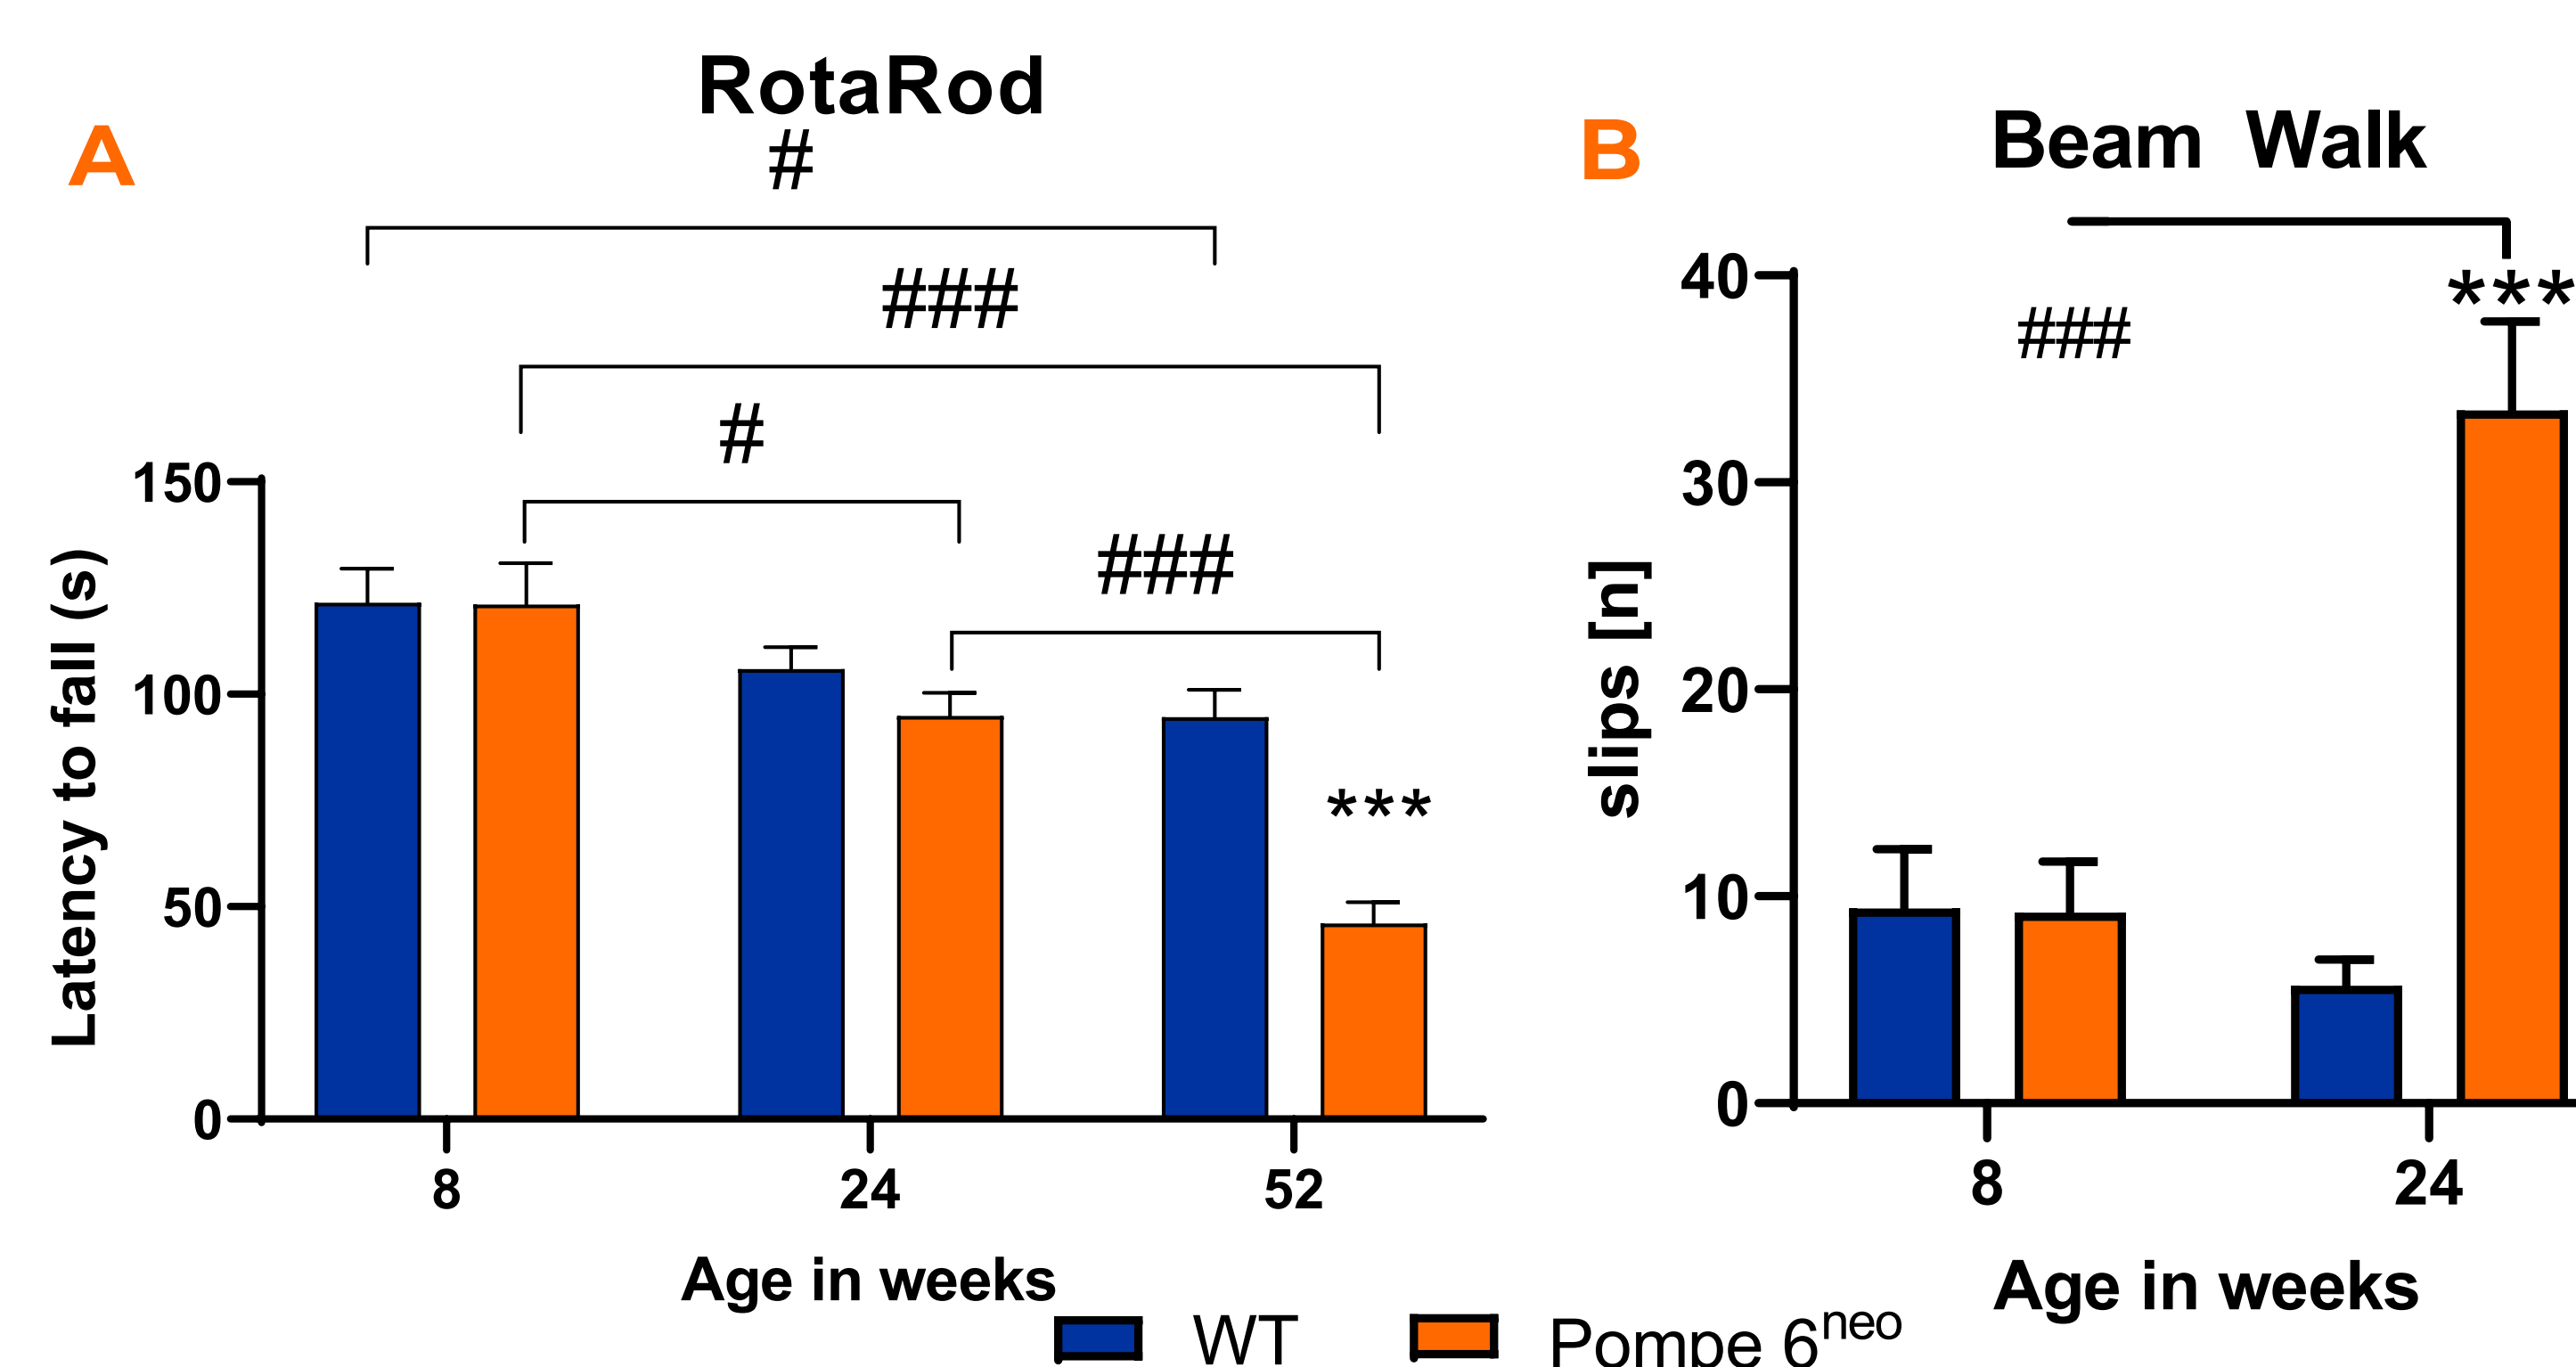 RotaRod
A
#
###
#
###
150
100
50
0
***
Latency to fall (s)
8 24 52
Age in weeks
B
Beam Walk
***
###
40
30
20
10
0
slips [n]
8 24
Age in weeks
WT Pompe 6neo